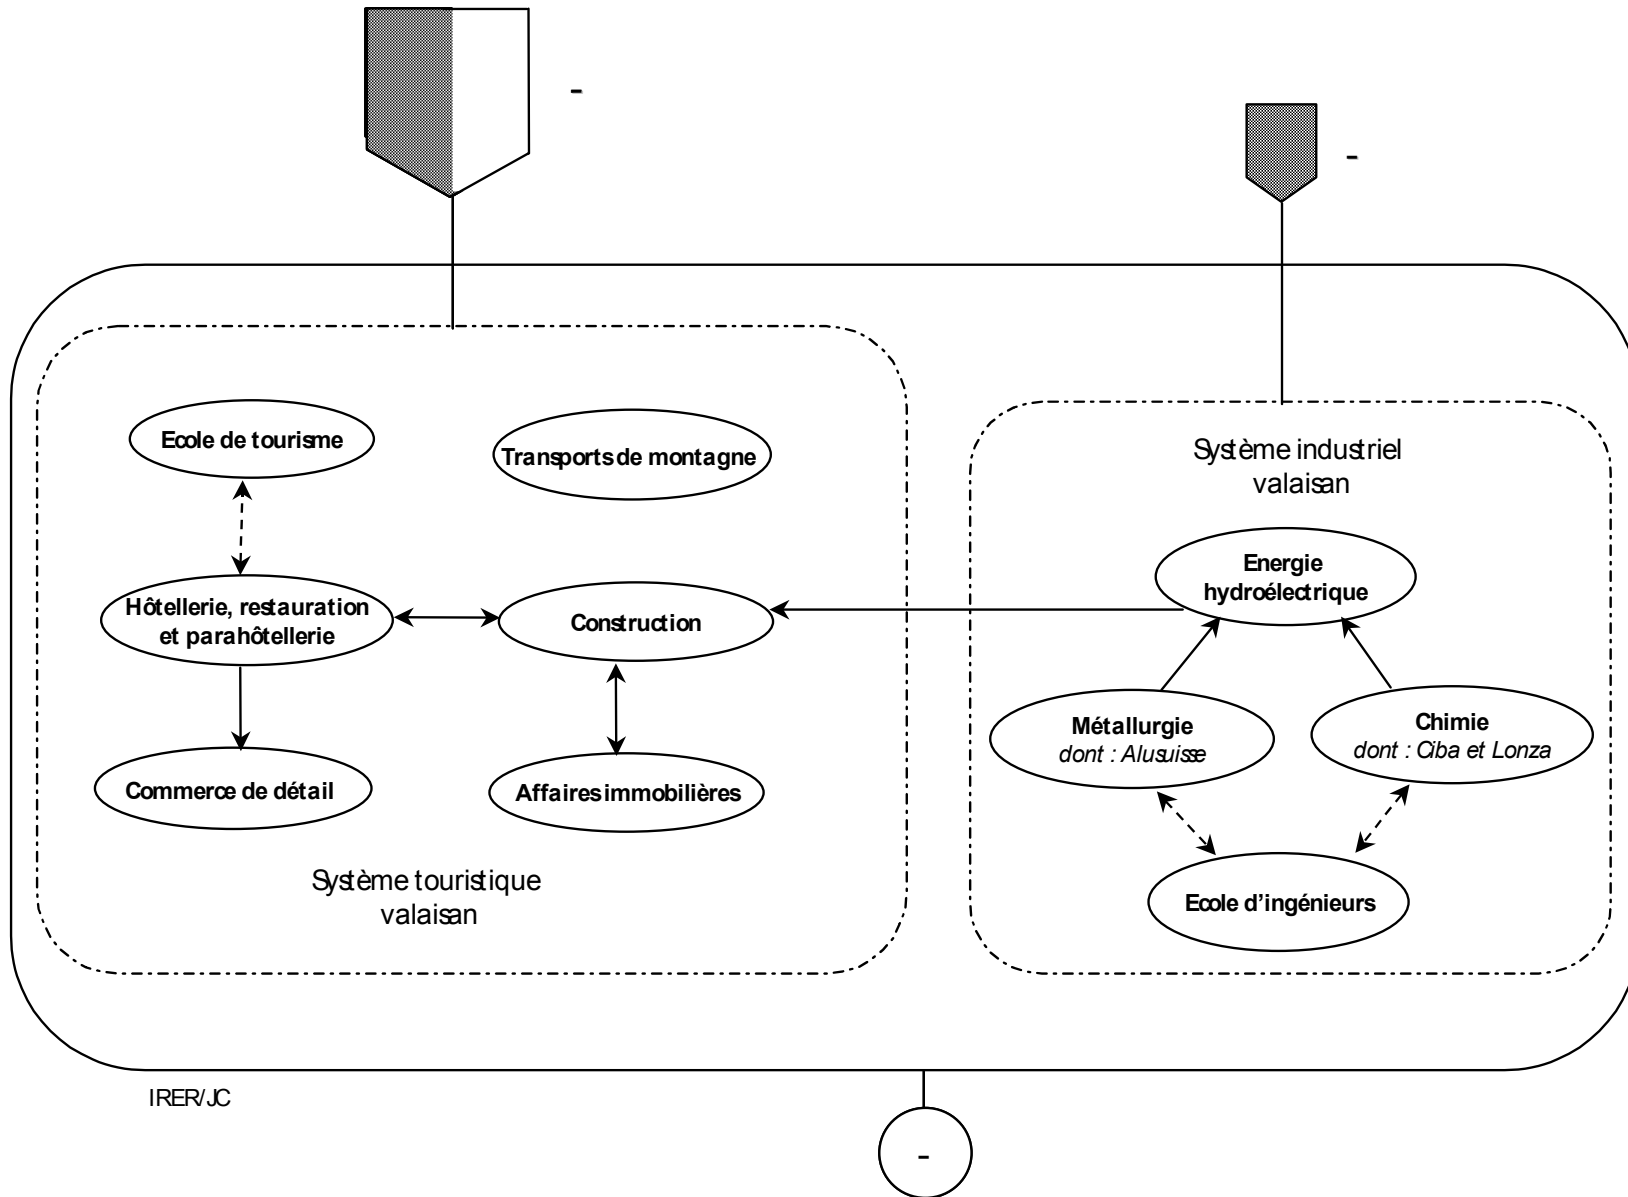 -
-
Ecole de tourisme
Transports de montagne
Système industriel
valaisan
Energie
hydroélectrique
Hôtellerie, restauration
et parahôtellerie
Construction
Métallurgie
dont : Alusuisse
Chimie
dont : Ciba et Lonza
Commerce de détail
Affaires immobilières
Système touristique
valaisan
Ecole d’ingénieurs
IRER/JC
-